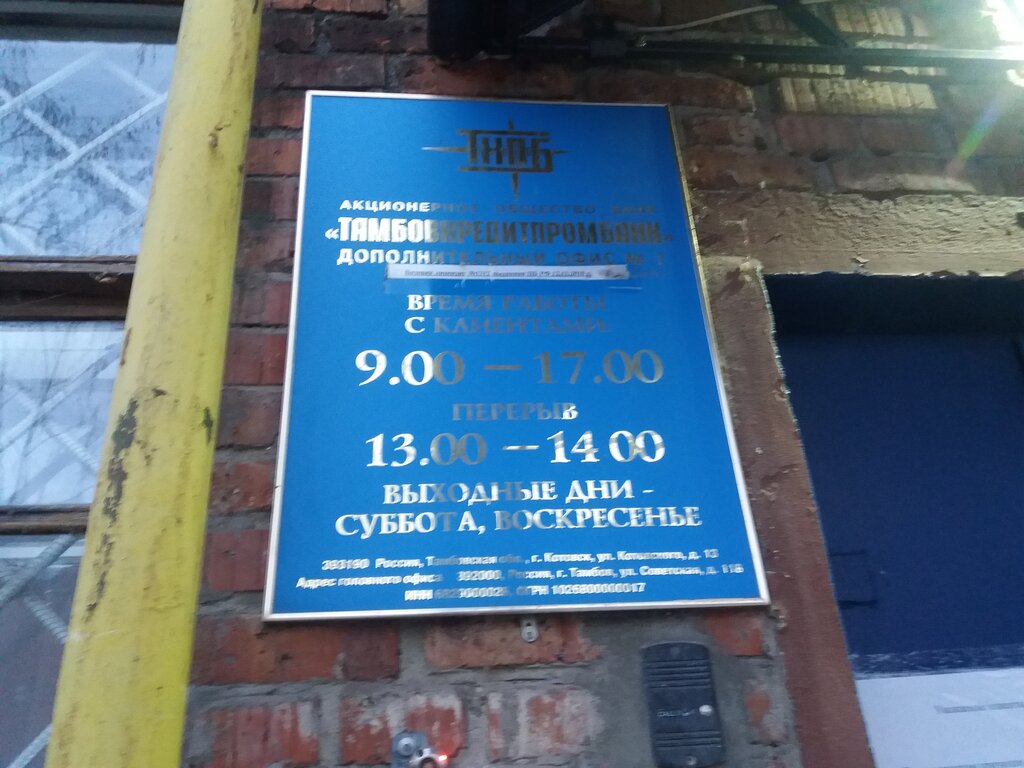 ТКПБ
АКЦИОНЕРНОЕ ОБЩЕСТВО БАНК
«ТАМБОВКРЕДИТПРОМБАНК»
ДОПОЛНИТЕЛЬНЫЙ ОФИС №
ВРЕМЯ РАБОТЫ
С КЛИЕНТАМИ:
9.00 — 17.00
ПЕРЕРЫВ
13.00 — 14 00
ВЫХОДНЫЕ ДНИ -
СУББОТА, ВОСКРЕСЕНЬЕ
393190 Россия, Тамбовская обл., г. Котовск, ул. Котовского, д. 13
Адрес головного офиса 392000, Россия, г. Тамбов, ул. Советская, д. 118
ИНН ОГРН 1026800000017